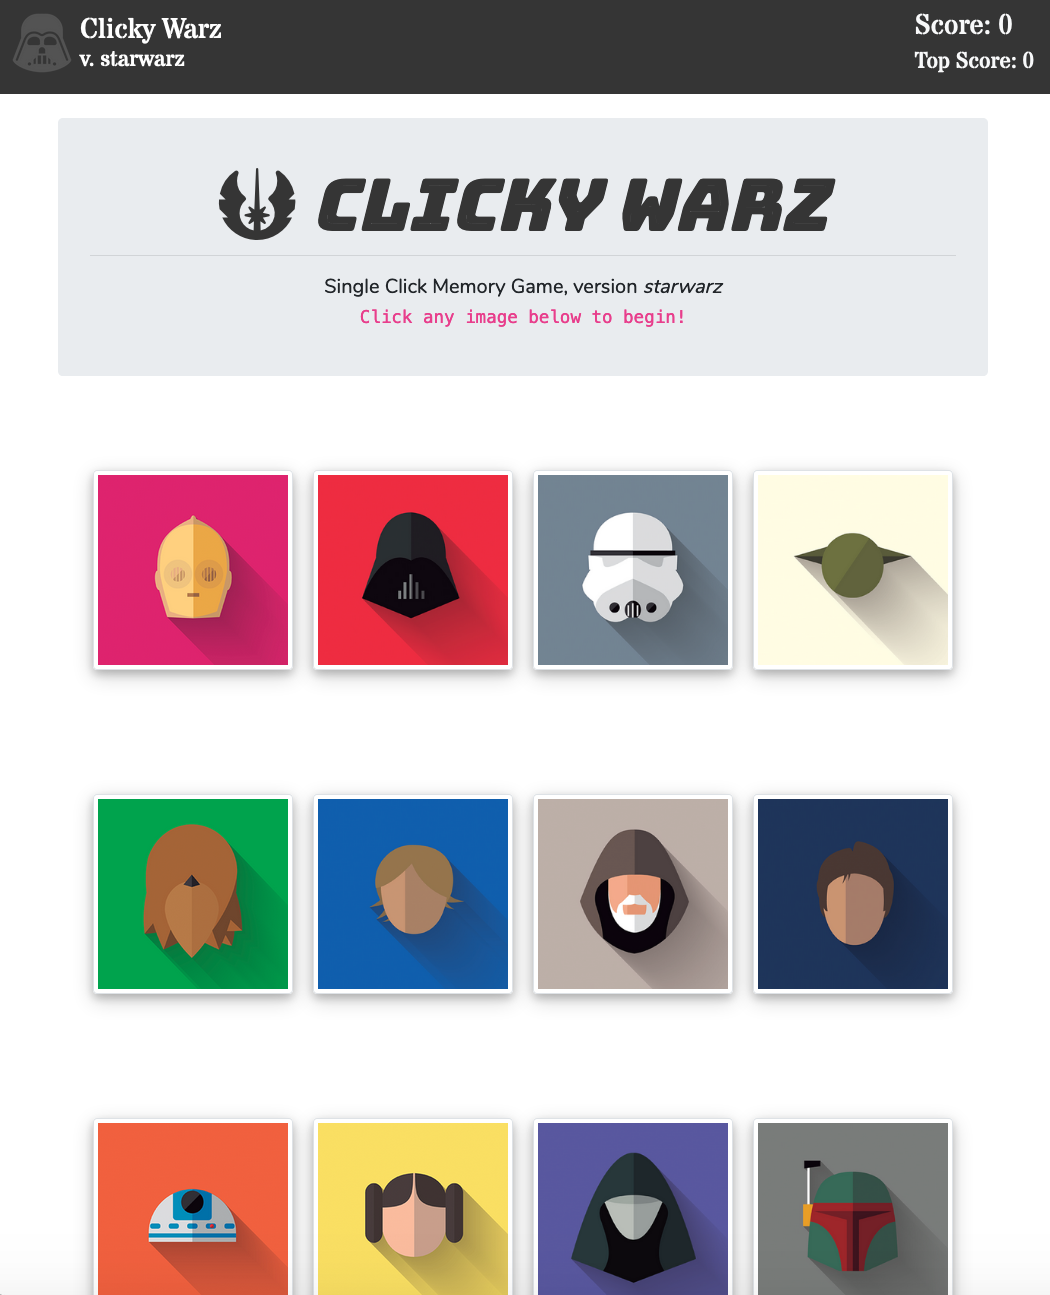 Clicky Warz
v. starwarz
Score: 0
Top Score: 0
CLICKY WARZ
Single Click Memory Game, version starwarz
Click any image below to begin!